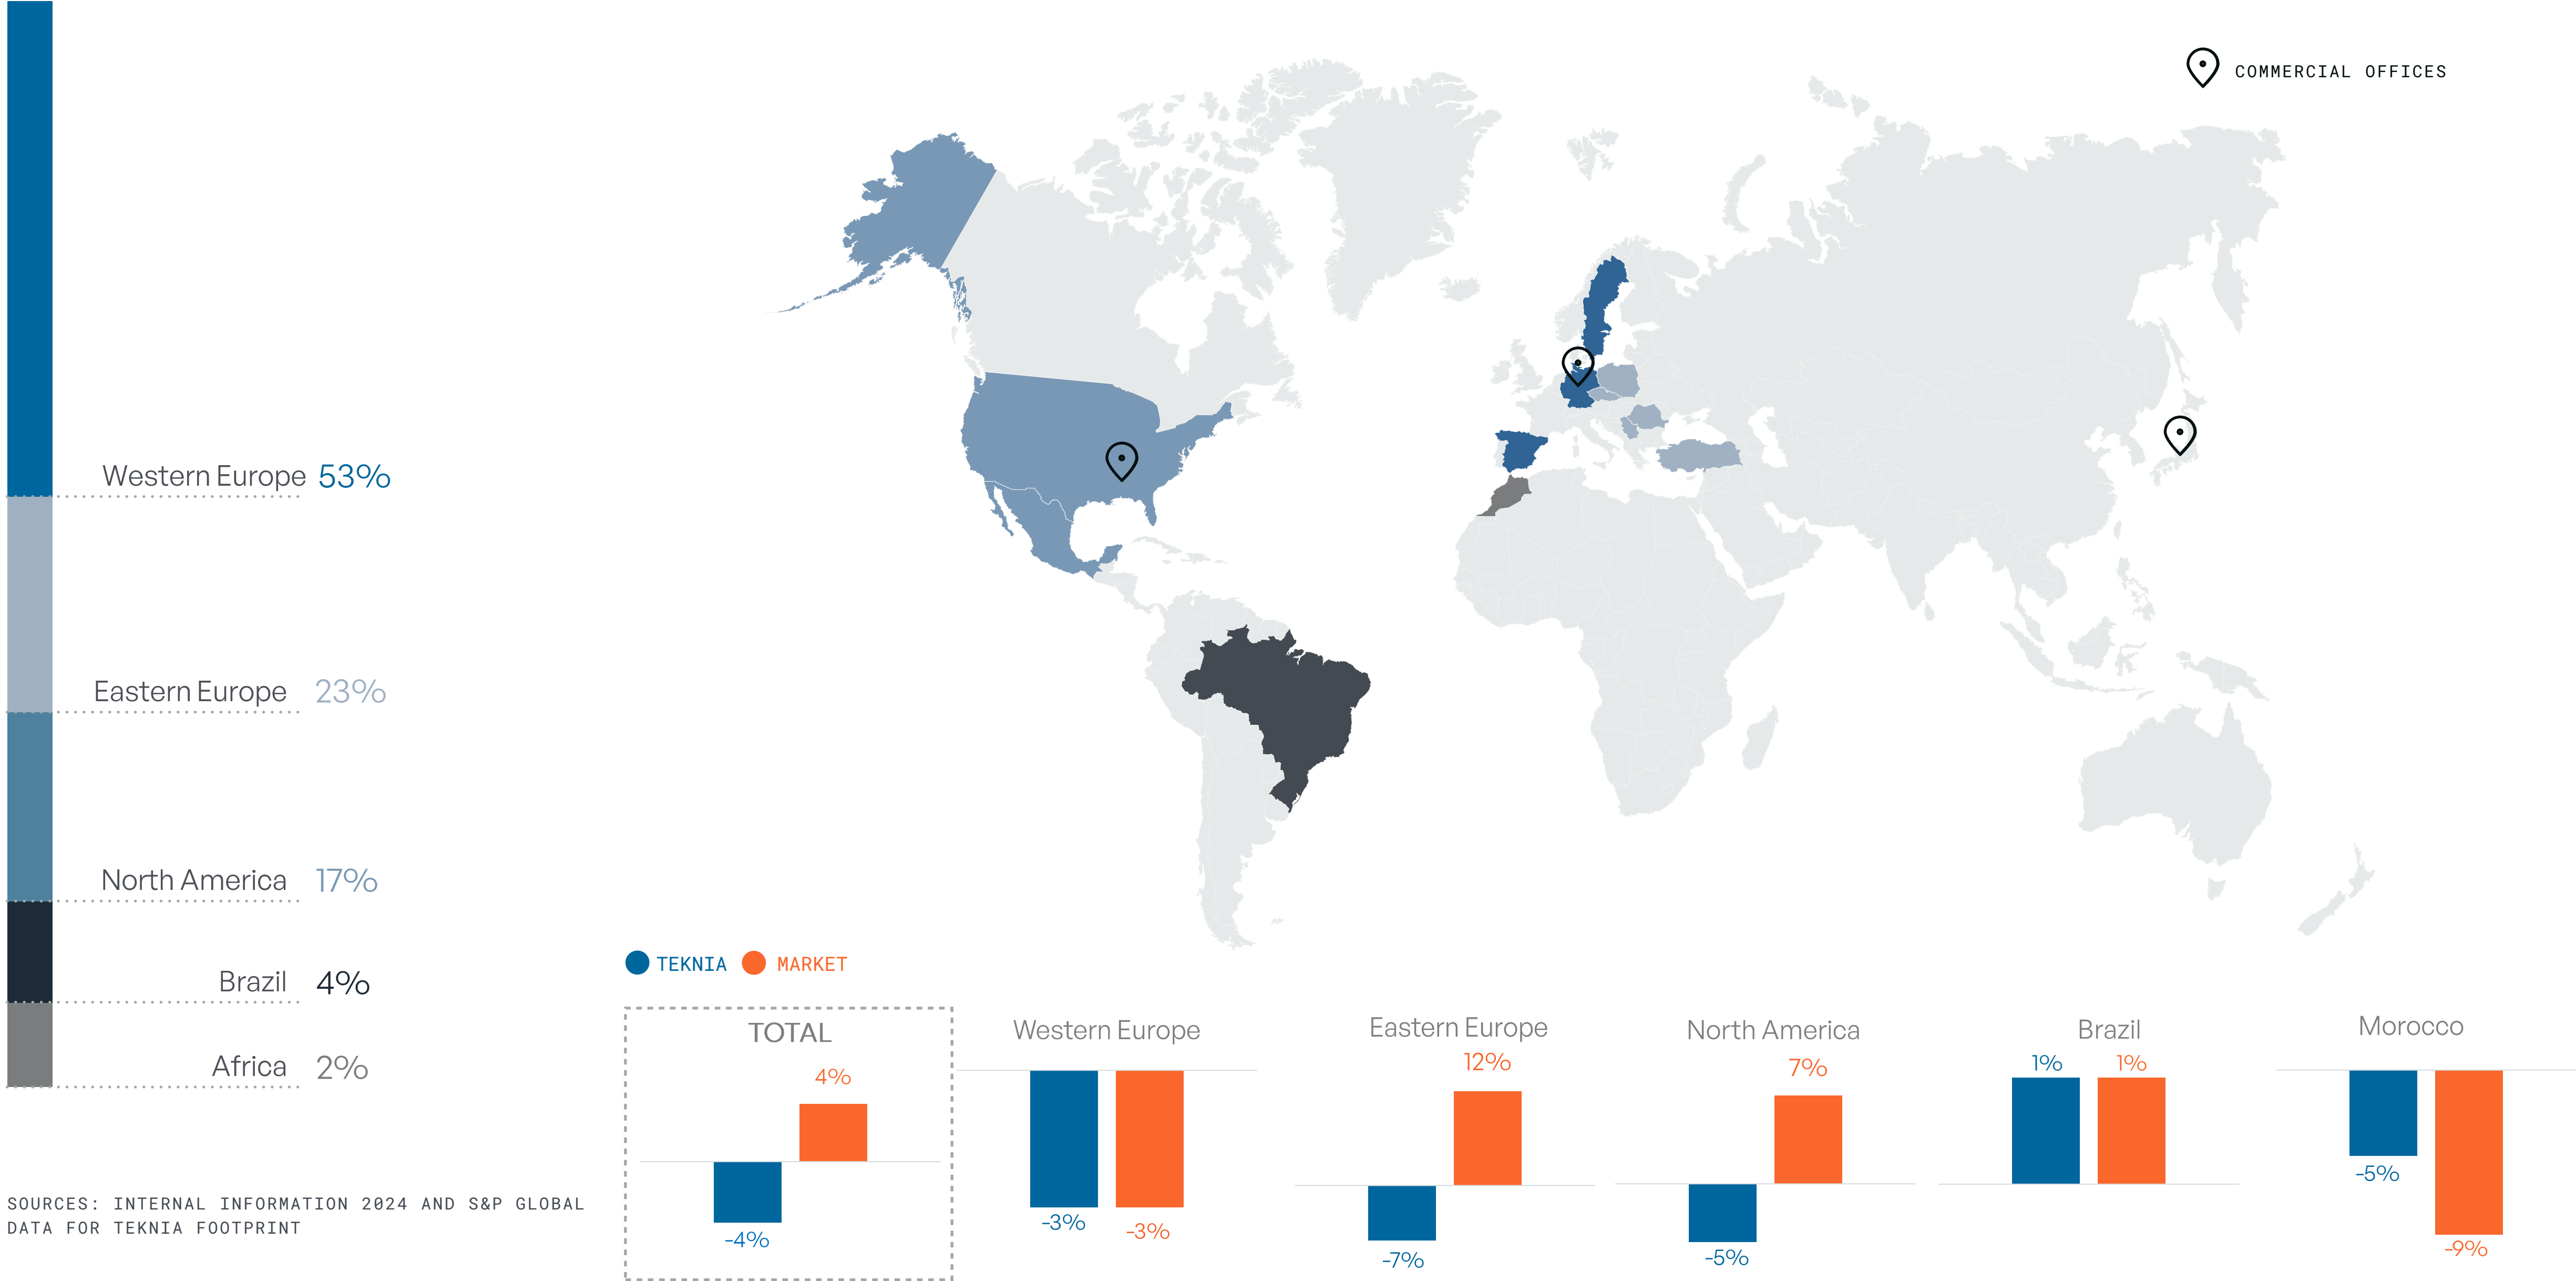 COMMERCIAL OFFICES
Western Europe 53%
Eastern Europe 23%
North America 17%
Brazil 4%
Africa 2%
SOURCES: INTERNAL INFORMATION 2024 AND S&P GLOBAL
DATA FOR TEKNIA FOOTPRINT
TEKNIA MARKET
TOTAL
4%
-4%
Western Europe
-3%
-3%
Eastern Europe
12%
-7%
North America
7%
-5%
Brazil
1% 1%
Morocco
-5%
-9%